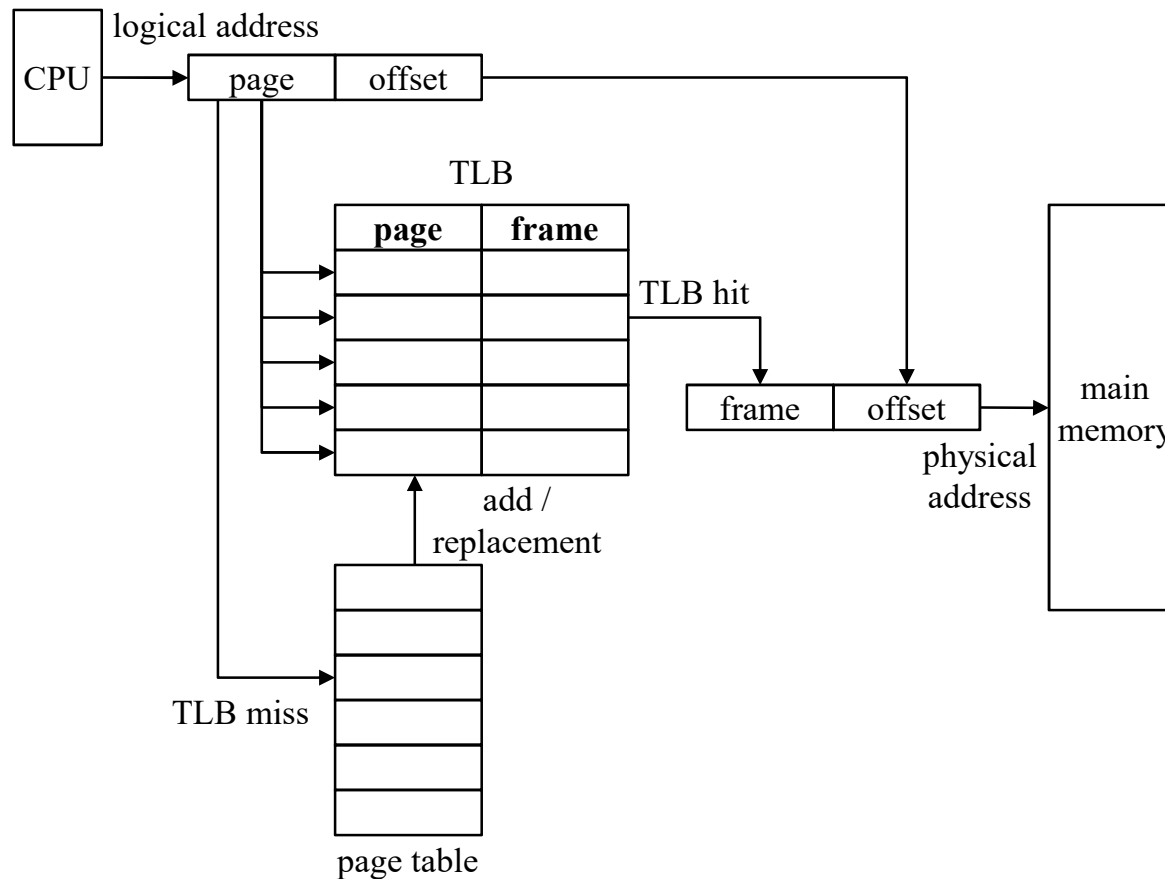 logical address
CPU
page
offset
TLB
page
frame
TLB hit
frame
offset
main
memory
physical
address
add /
replacement
TLB miss
page table